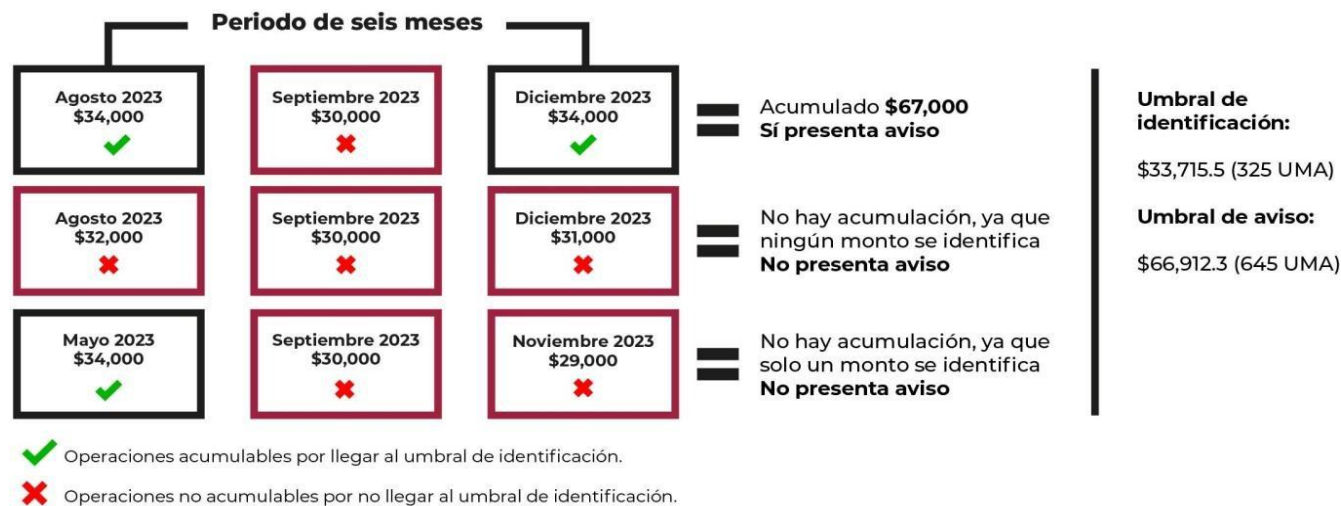 Periodo de seis meses
Agosto 2023
$34,000
Septiembre 2023
$30,000
Diciembre 2023
$34,000
Acumulado $67,000
Sí presenta aviso
Agosto 2023
$32,000
Septiembre 2023
$30,000
Diciembre 2023
$31,000
No hay acumulación, ya que
ningún monto se identifica
No presenta aviso
Mayo 2023
$34,000
Septiembre 2023
$30,000
Noviembre 2023
$29,000
No hay acumulación, ya que
solo un monto se identifica
No presenta aviso
Umbral de
identificación:
$33,715.5 (325 UMA)
Umbral de aviso:
$66,912.3 (645 UMA)
Operaciones acumulables por llegar al umbral de identificación.
Operaciones no acumulables por no llegar al umbral de identificación.